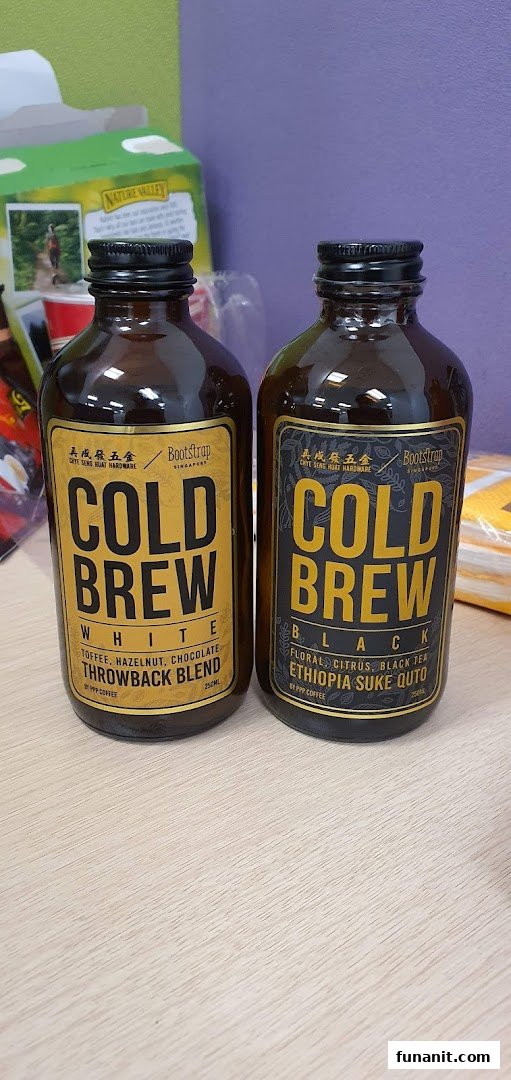 NATURE VALLEY
真成發五金
CHYE SENG HUAT HARDWARE
Bootstrap
SINGAPORE
COLD
BREW
WHITE
TOFFEE, HAZELNUT, CHOCOLATE
THROWBACK BLEND
BY PPP COFFEE
250ML
真成發五金
CHYE SENG HUAT HARDWARE
Bootstrap
SINGAPORE
COLD
BREW
BLACK
FLORAL, CITRUS, BLACK TEA
ETHIOPIA SUKE QUTO
BY PPP COFFEE
250ML
funanit.com